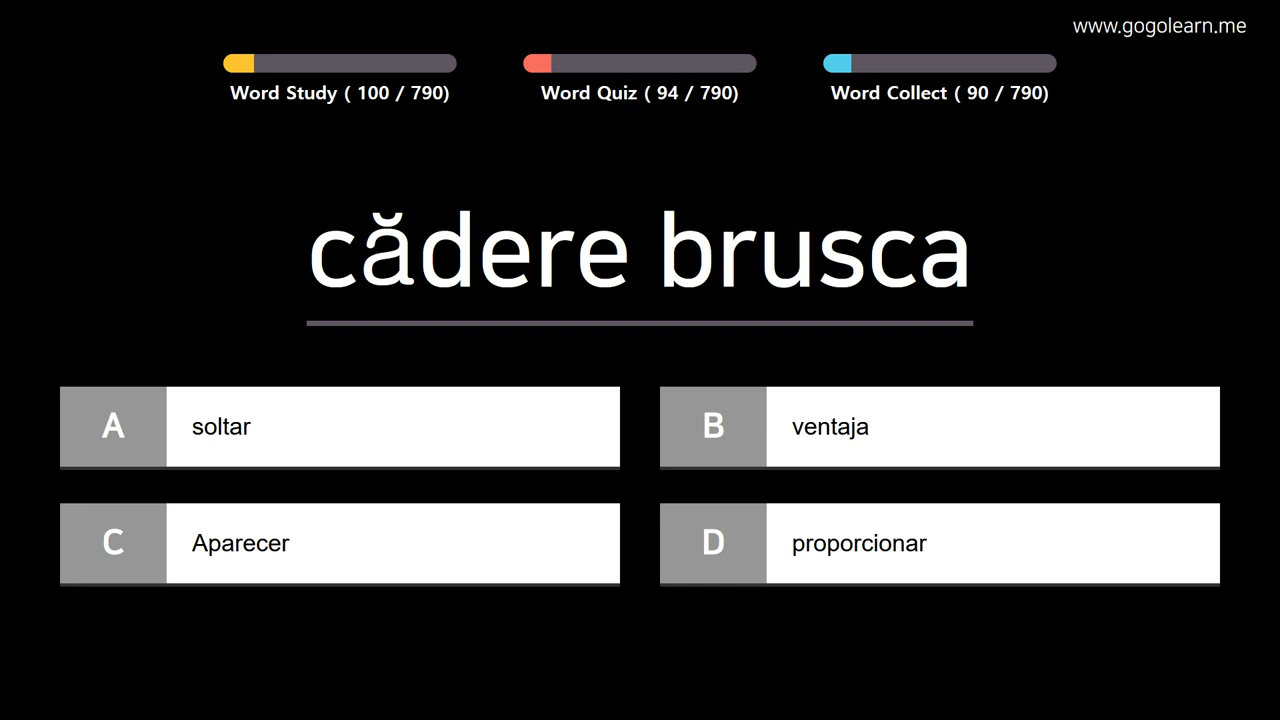 www.gogolearn.me
Word Study ( 100 / 790)
Word Quiz ( 94 / 790)
Word Collect ( 90 / 790)
cădere brusca
A soltar
B ventaja
C Aparecer
D proporcionar